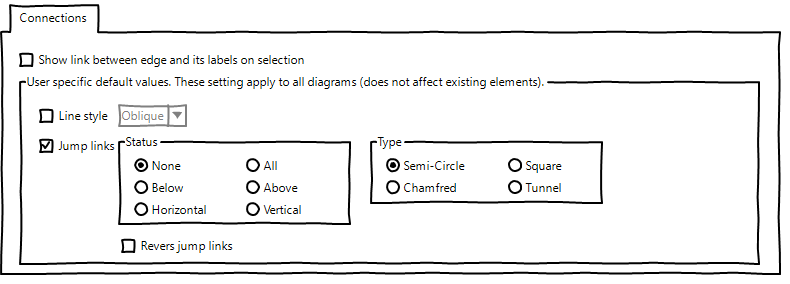 Connections
Show link between edge and its labels on selection
User specific default values. These setting apply to all diagrams (does not affect existing elements).
Line style Oblique
Jump links Status Type
None All Semi-Circle Square
Below Above Chamfred Tunnel
Horizontal Vertical
Revers jump links